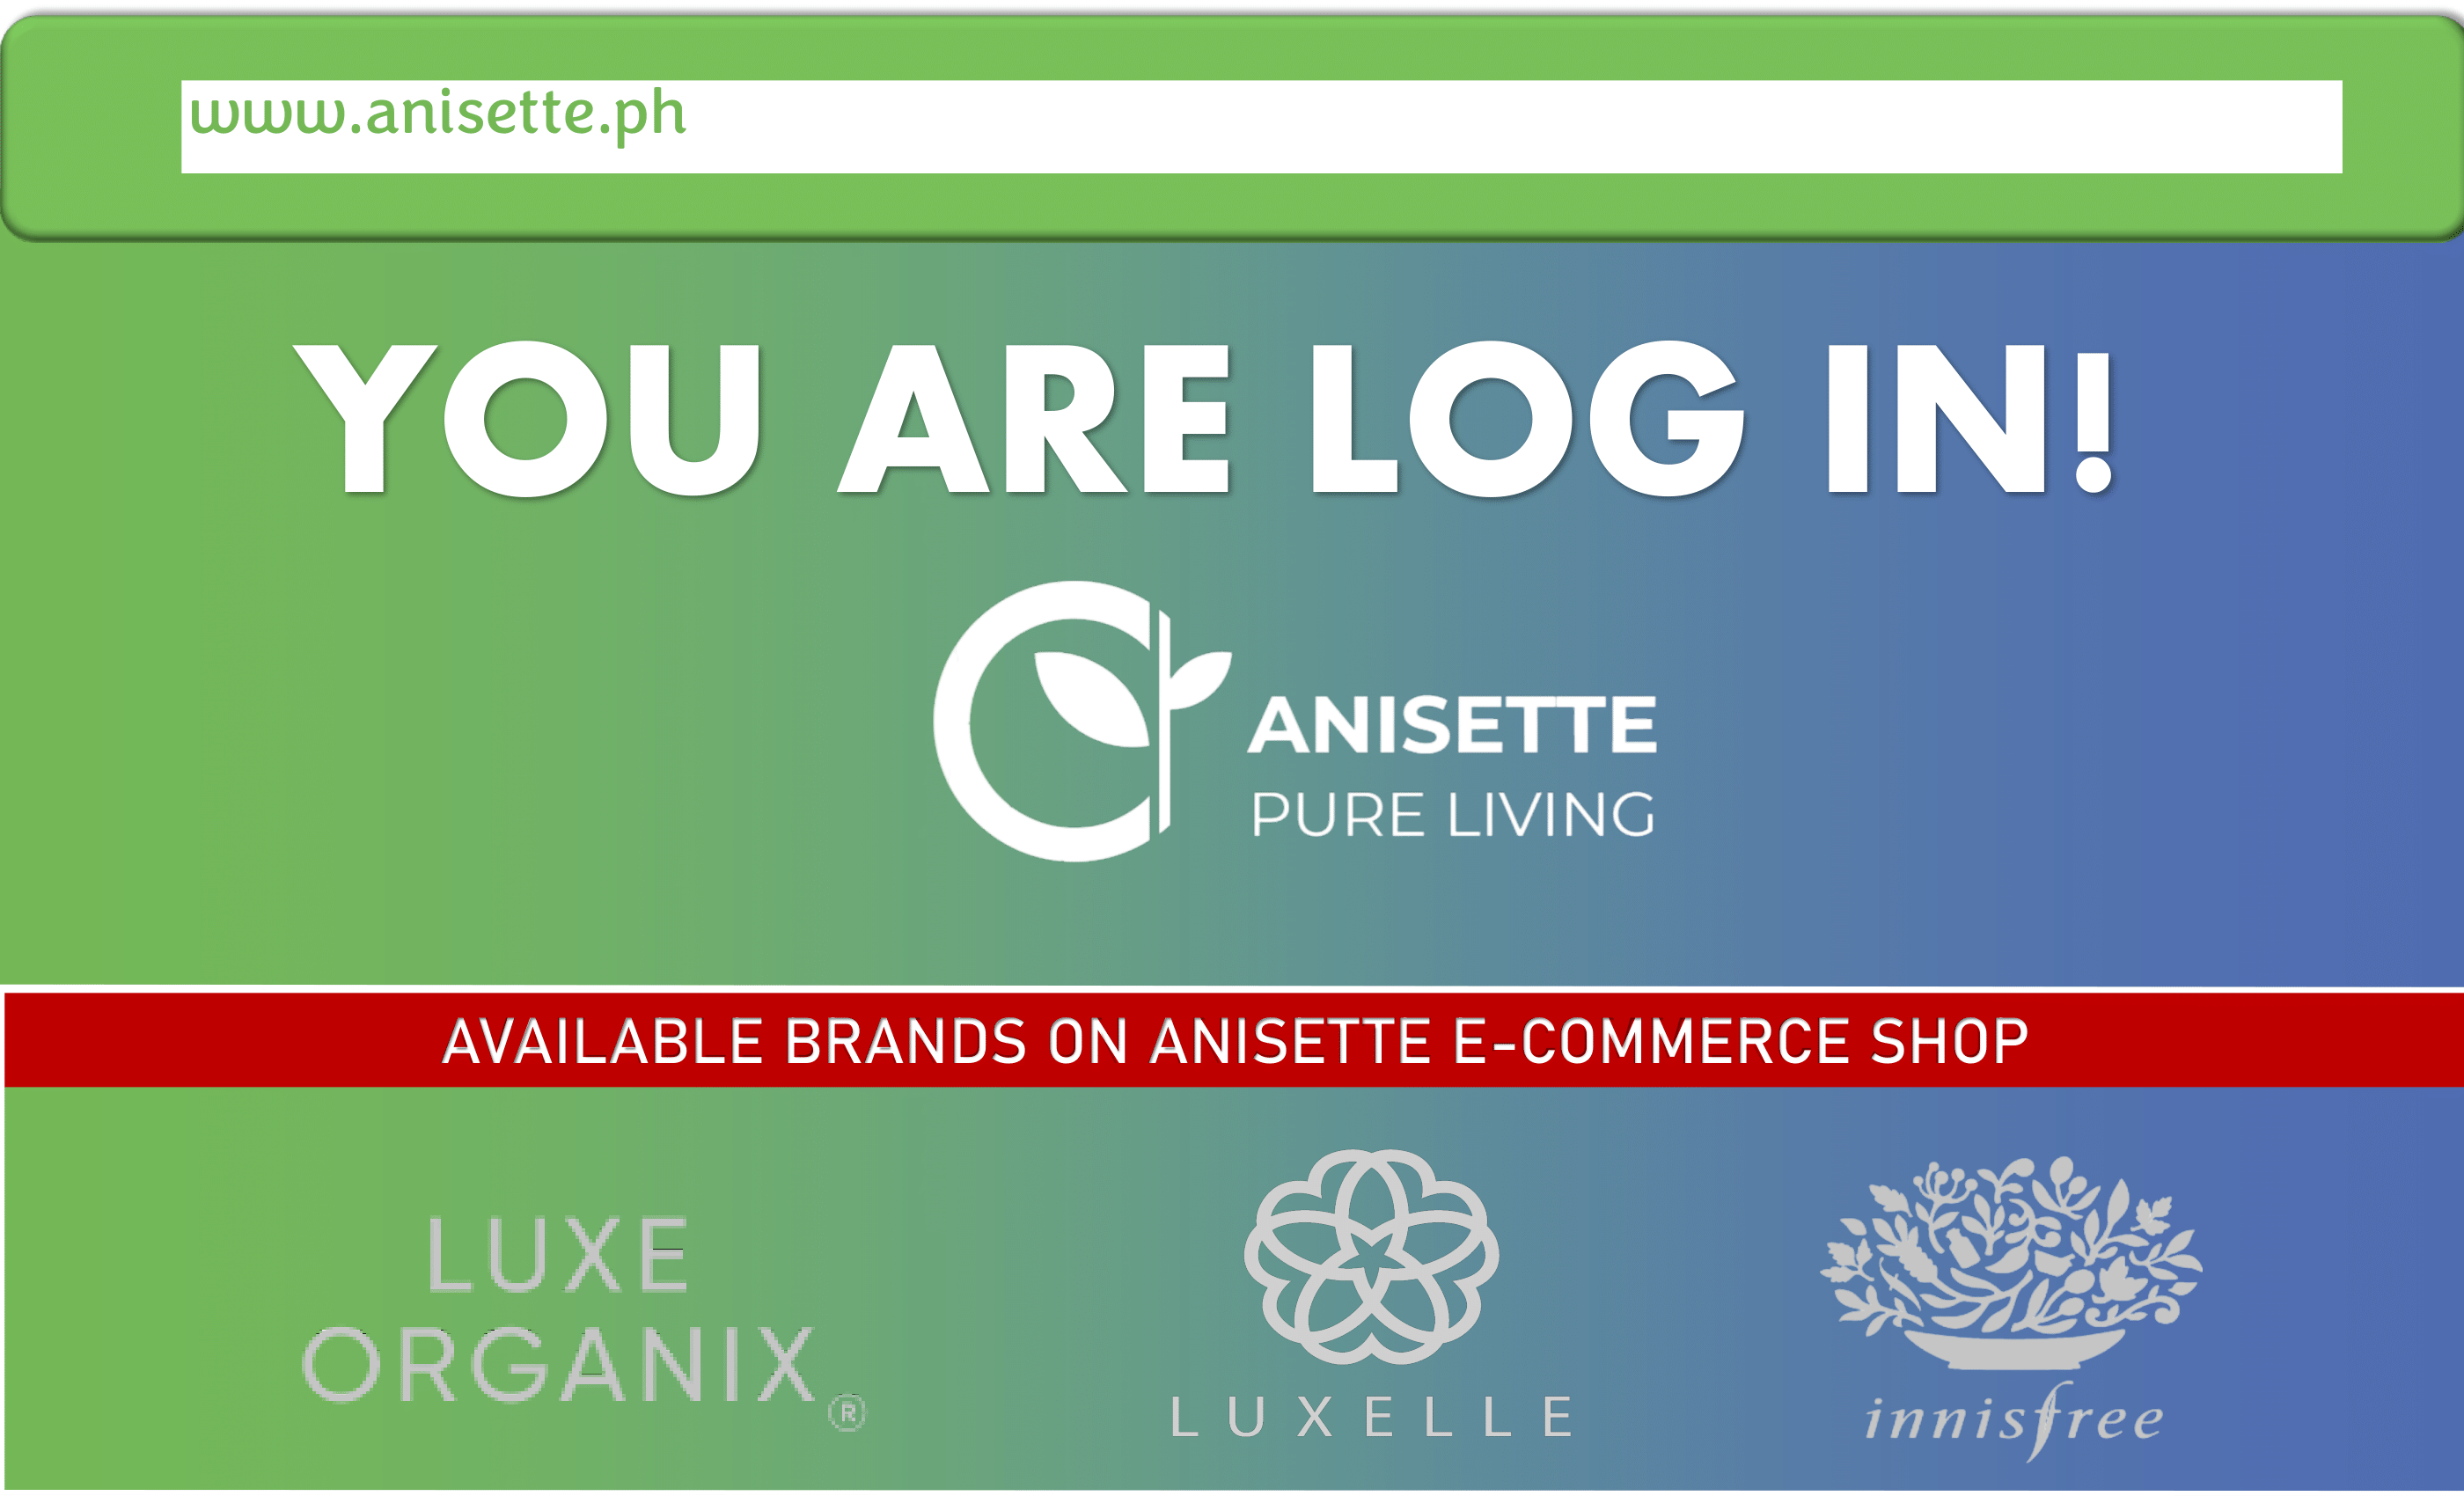 www.anisette.ph
YOU ARE LOG IN!
ANISETTE
PURE LIVING
AVAILABLE BRANDS ON ANISETTE E-COMMERCE SHOP
LUXE
ORGANIX®
LUXELLE
innisfree